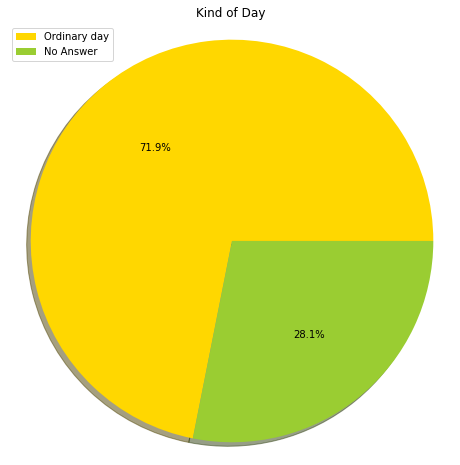 Kind of Day
Ordinary day
No Answer
71.9%
28.1%